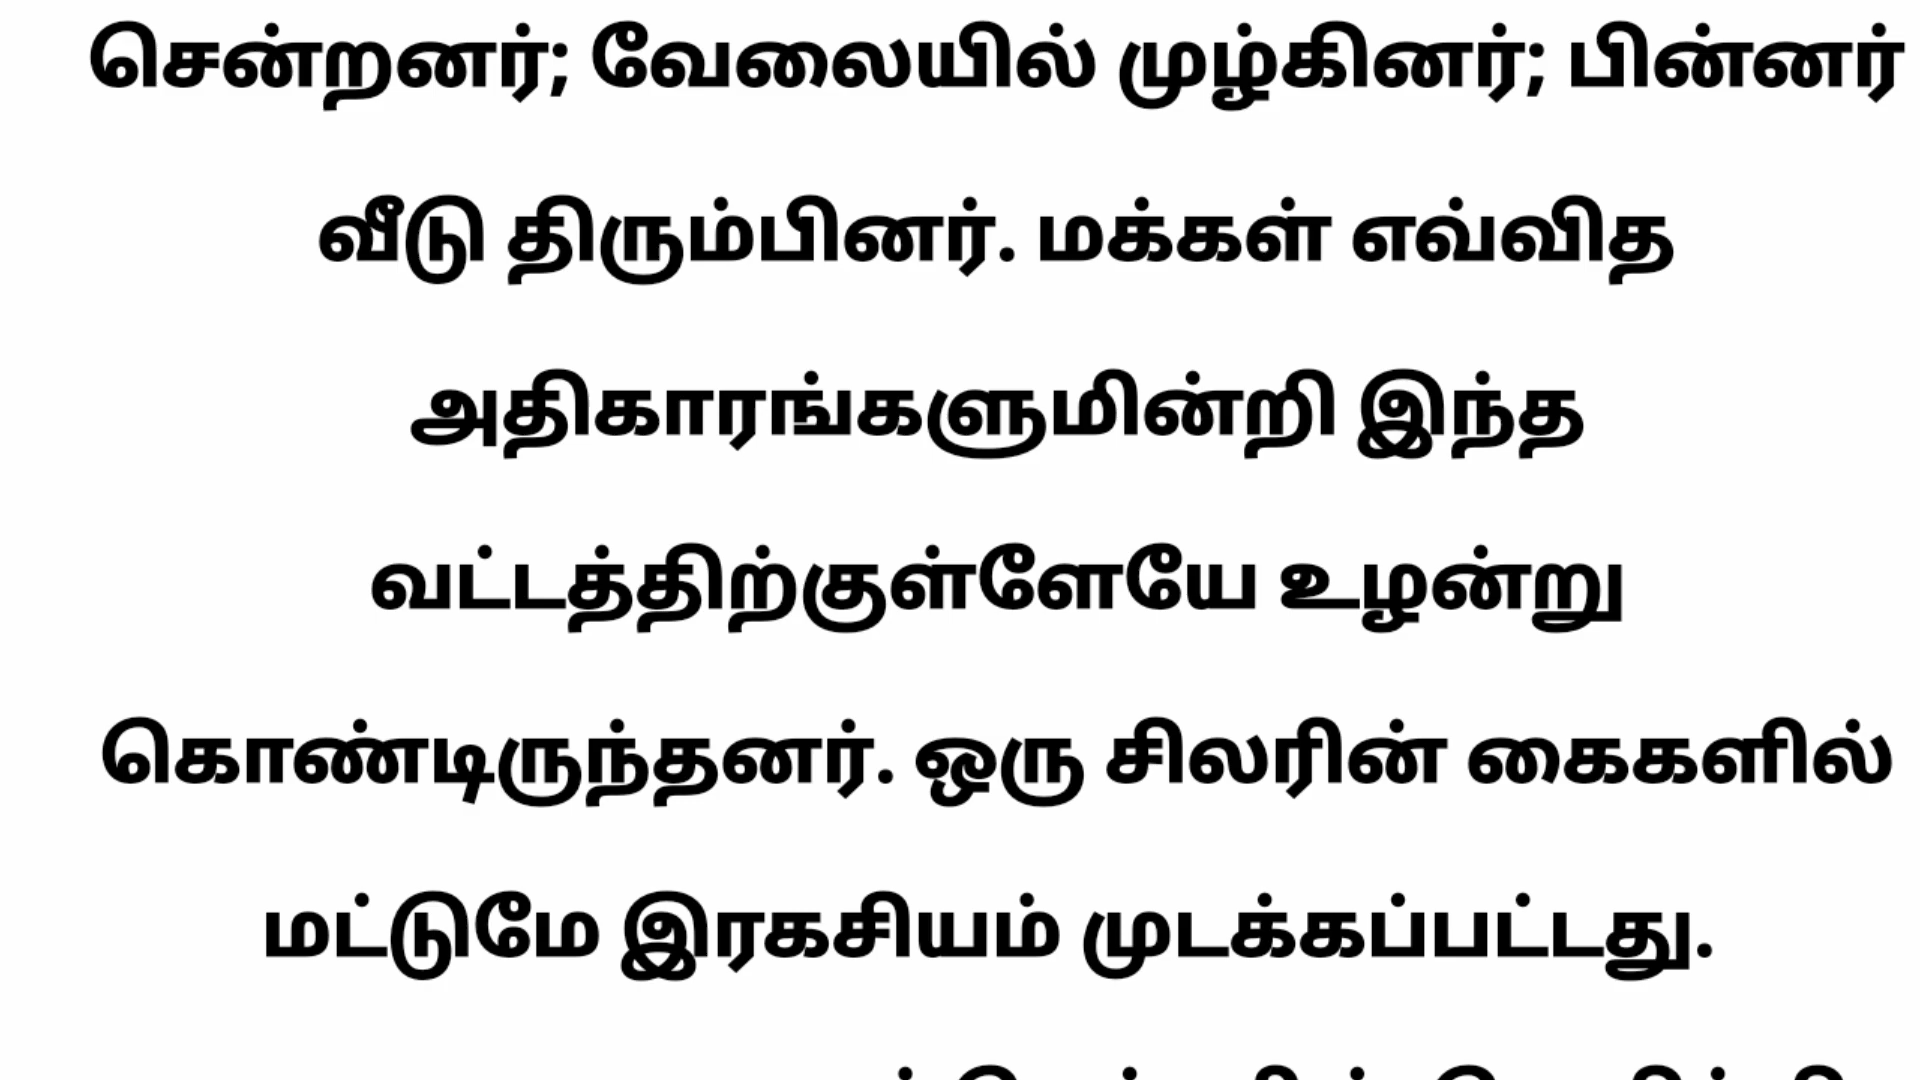 சென்றனர்; வேலையில் முழ்கினர்; பின்னர்
வீடு திரும்பினர். மக்கள் எவ்வித
அதிகாரங்களுமின்றி இந்த
வட்டத்திற்குள்ளேயே உழன்று
கொண்டிருந்தனர். ஒரு சிலரின் கைகளில்
மட்டுமே இரகசியம் முடக்கப்பட்டது.